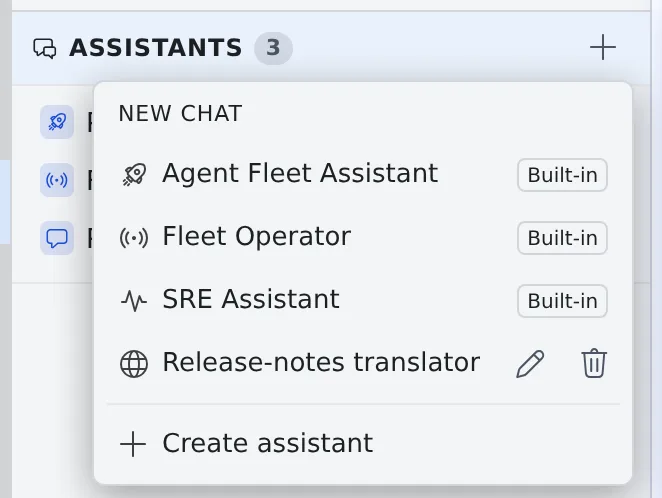 ASSISTANTS 3
NEW CHAT
Agent Fleet Assistant Built-in
Fleet Operator Built-in
SRE Assistant Built-in
Release-notes translator
Create assistant